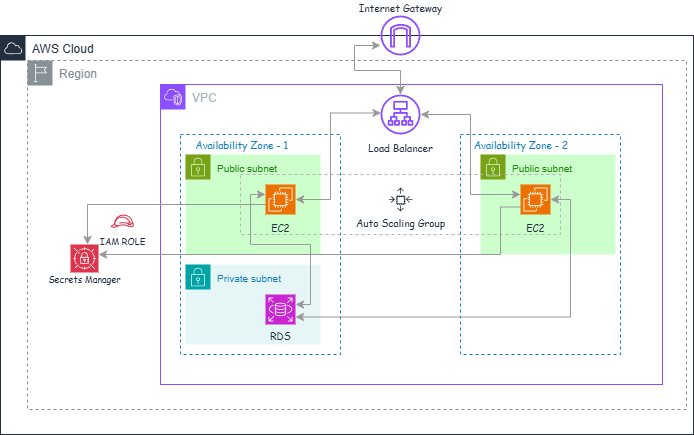 Internet Gateway
AWS Cloud
Region
VPC
Load Balancer
Availability Zone - 1
Availability Zone - 2
Public subnet
Public subnet
EC2
Auto Scaling Group
EC2
IAM ROLE
Secrets Manager
Private subnet
RDS